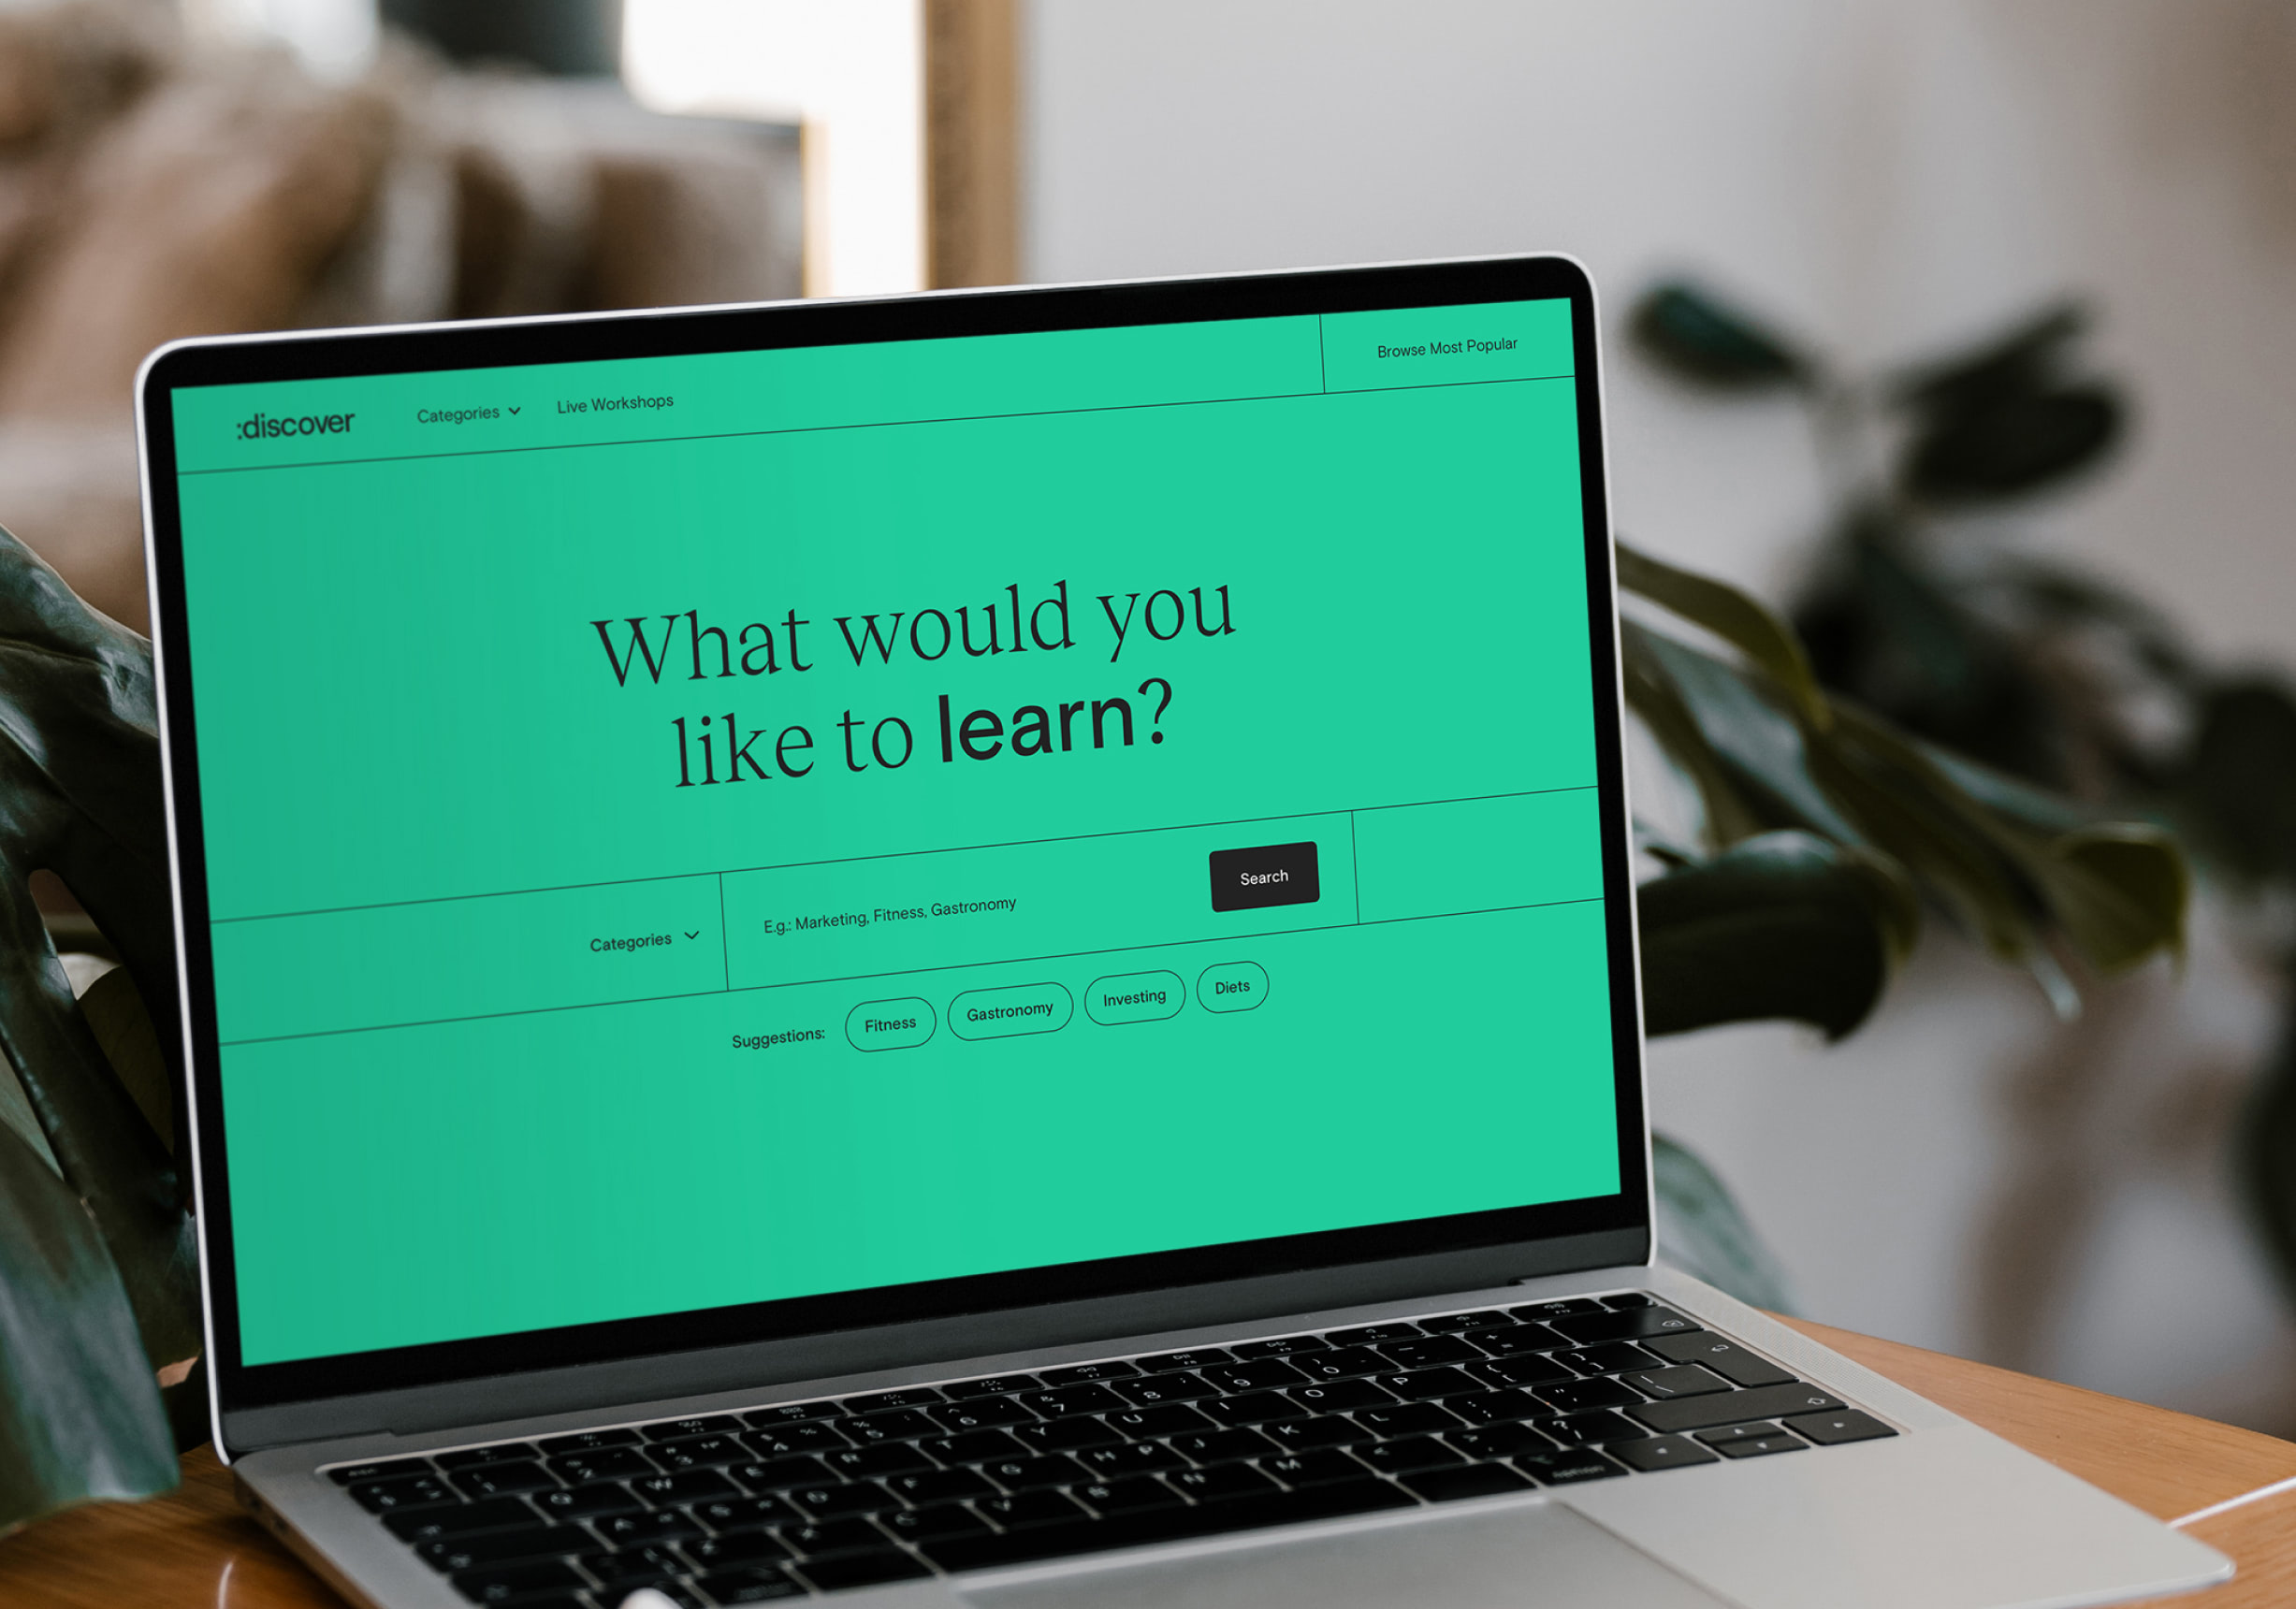 :discover
Categories
Live Workshops
Browse Most Popular
What would you
like to learn?
Categories
E.g.: Marketing, Fitness, Gastronomy
Search
Suggestions:
Fitness
Gastronomy
Investing
Diets